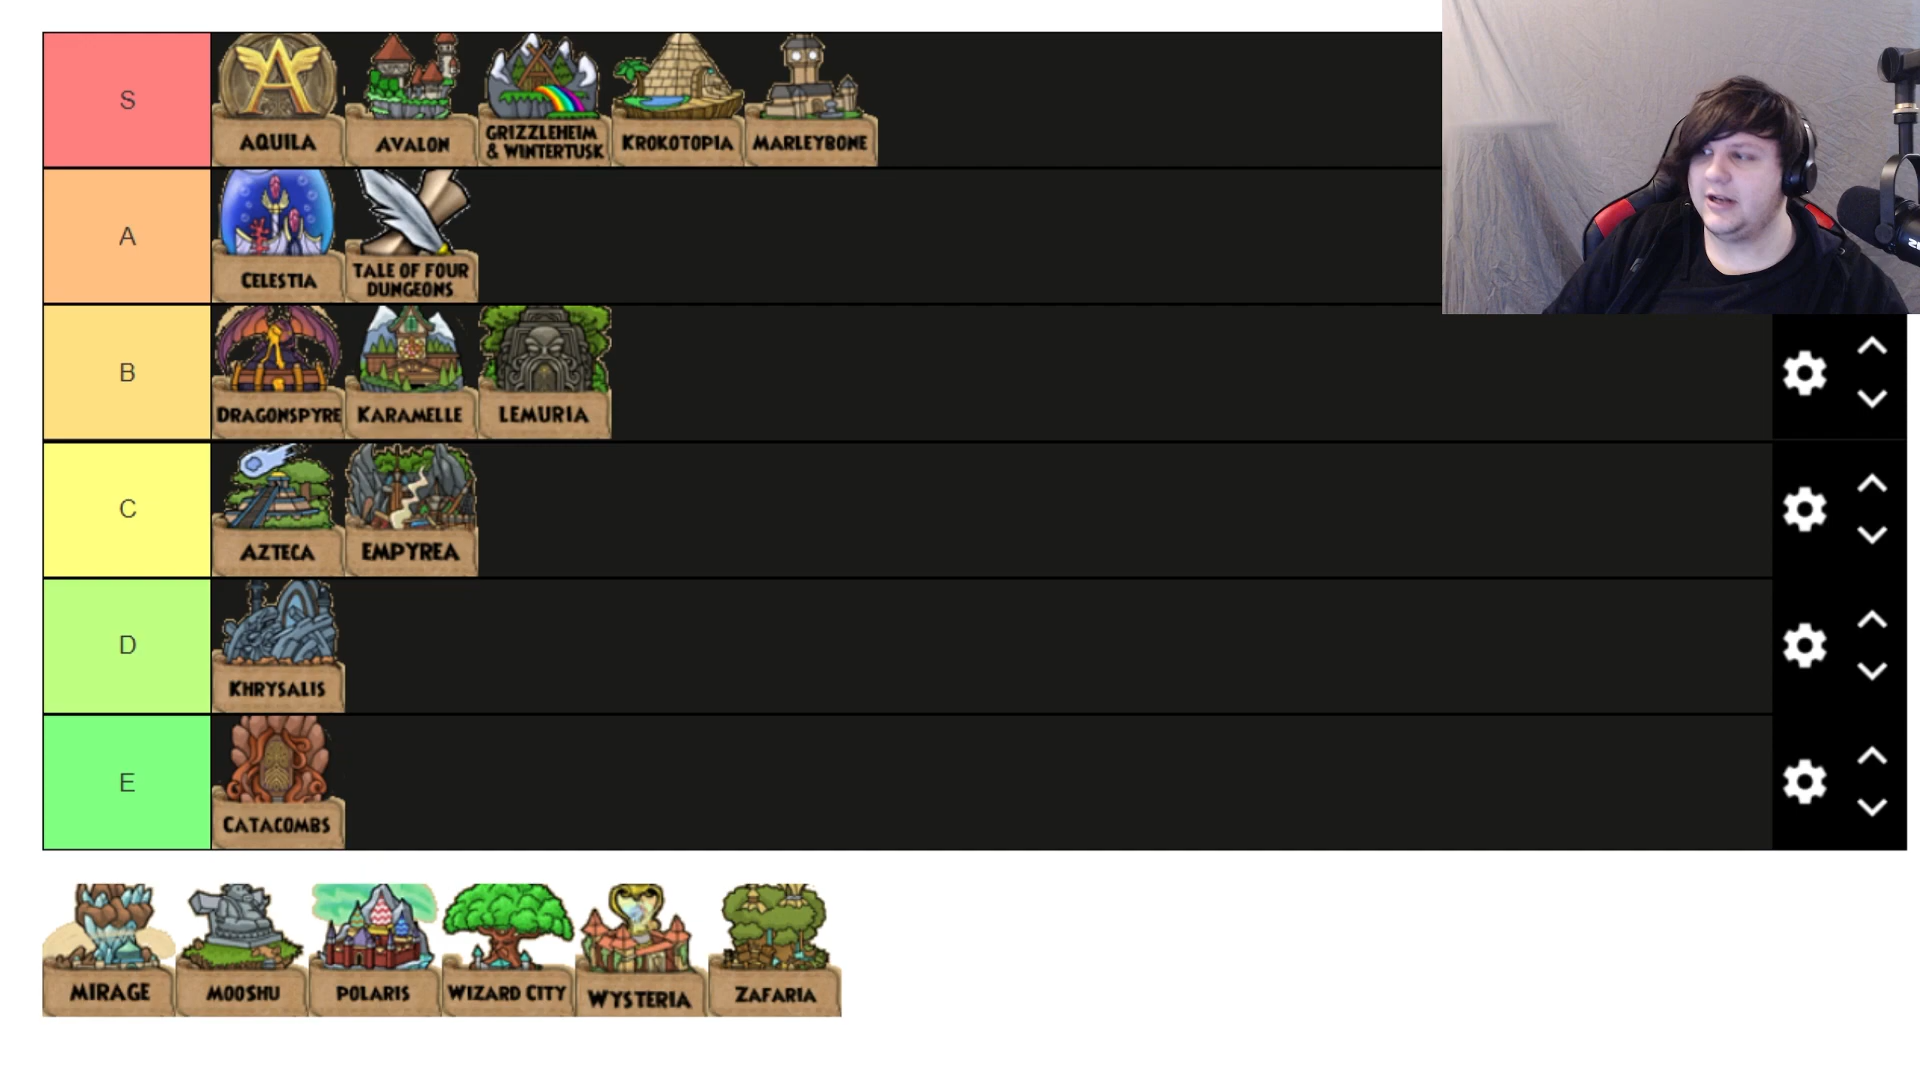 S
AQUILA
AVALON
GRIZZLEHEIM
& WINTERTUSK
KROKOTOPIA
MARLEYBONE
A
CELESTIA
TALE OF FOUR
DUNGEONS
B
DRAGONSPYRE
KARAMELLE
LEMURIA
C
AZTECA
EMPYREA
D
KHRYSALIS
E
CATACOMBS
MIRAGE
MOOSHU
POLARIS
WIZARD CITY
WYSTERIA
ZAFARIA